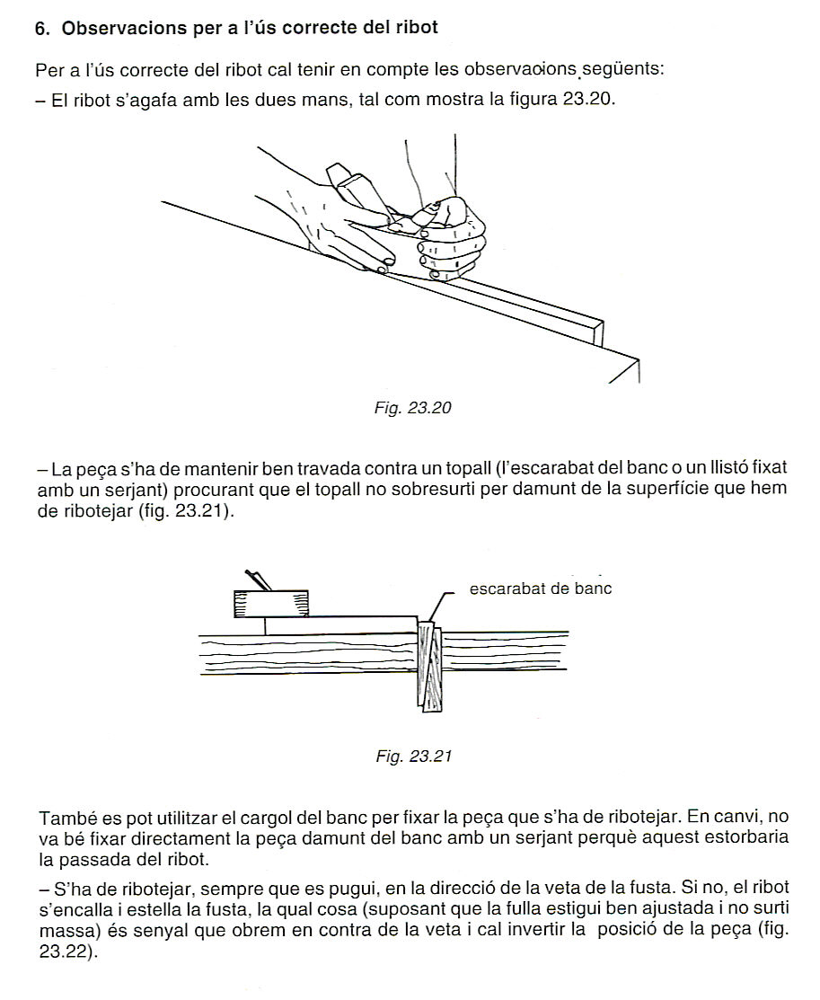 6. Observacions per a l'ús correcte del ribot
Per a l'ús correcte del ribot cal tenir en compte les observacions següents:
– El ribot s'agafa amb les dues mans, tal com mostra la figura 23.20.
Fig. 23.20
– La peça s'ha de mantenir ben travada contra un topall (l'escarabat del banc o un llistó fixat
amb un serjant) procurant que el topall no sobresurti per damunt de la superfície que hem
de ribotejar (fig. 23.21).
escarabat de banc
Fig. 23.21
També es pot utilitzar el cargol del banc per fixar la peça que s'ha de ribotejar. En canvi, no
va bé fixar directament la peça damunt del banc amb un serjant perquè aquest estorbaria
la passada del ribot.
– S'ha de ribotejar, sempre que es pugui, en la direcció de la veta de la fusta. Si no, el ribot
s'encalla i estella la fusta, la qual cosa (suposant que la fulla estigui ben ajustada i no surti
massa) és senyal que obrem en contra de la veta i cal invertir la posició de la peça (fig.
23.22).